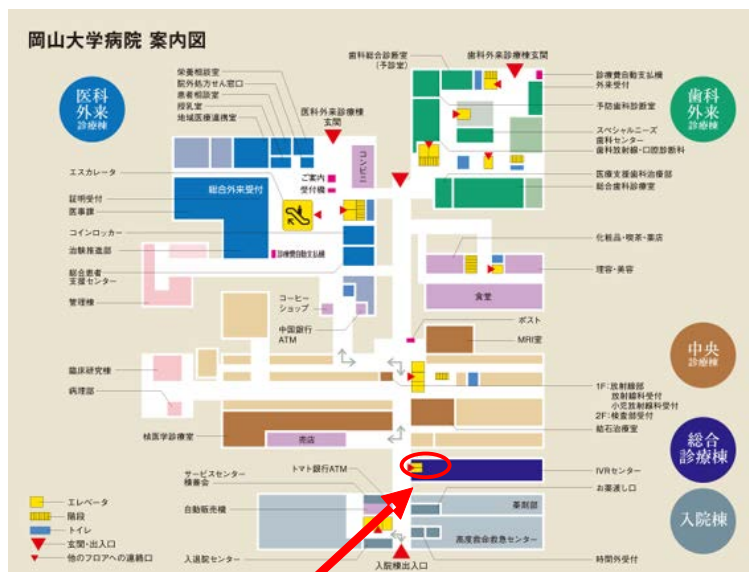 岡山大学病院 案内図
医科
外来
診療棟
栄養相談室
院外処方せん窓口
患者相談室
授乳室
地域医療連携室
医科外来診療棟
玄関
エスカレータ
証明受付
医事課
コインロッカー
治験推進部
総合患者
支援センター
管理棟
総合外来受付
ご案内
受付機
コンビニ
診療費自動支払機
コーヒー
ショップ
中国銀行
ATM
臨床研究棟
病理部
核医学診療室
売店
歯科総合診断室
(予診室)
歯科外来診療棟玄関
診療費自動支払機
外来受付
予防歯科診断室
スペシャルニーズ
歯科センター
歯科放射線・口腔診断科
医療支援歯科治療部
総合歯科診療室
歯科
外来
診療棟
化粧品・喫茶・薬店
理容・美容
食堂
ポスト
MRI室
中央
診療棟
1F:放射線部
放射線科受付
小児放射線科受付
2F:検査部受付
結石治療室
総合
診療棟
IVRセンター
お薬渡し口
入院棟
サービスセンター
積善会
トマト銀行ATM
自動販売機
薬剤部
高度救命救急センター
入退院センター
入院棟出入口
時間外受付
エレベータ
階段
トイレ
玄関・出入口
他のフロアへの連絡口